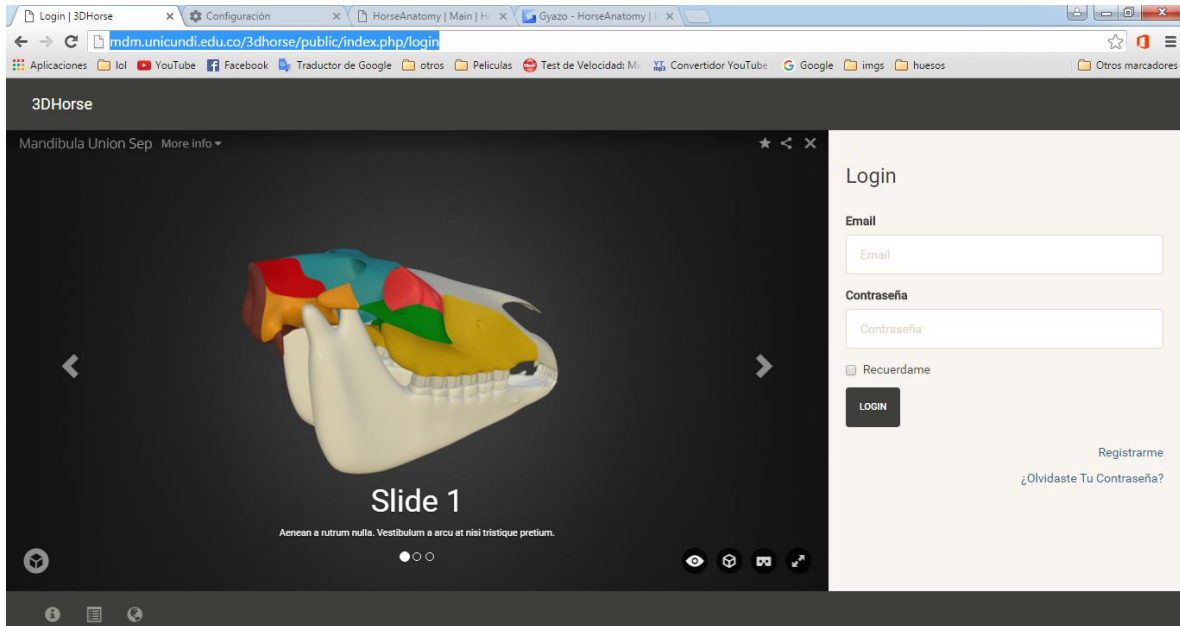 Login | 3DHorse
Configuración
HorseAnatomy | Main | Ho
Gyazo - HorseAnatomy |
mdm.unicundi.edu.co/3dhorse/public/index.php/login
Aplicaciones lol YouTube Facebook Traductor de Google otros Peliculas Test de Velocidad: Mi Convertidor YouTube Google imgs huesos Otros marcadores
3DHorse
Mandibula Union Sep More info
Slide 1
Aenean a rutrum nulla. Vestibulum a arcu at nisi tristique pretium.
Login
Email
Email
Contraseña
Contraseña
Recuerdame
LOGIN
Registrarme
¿Olvidaste Tu Contraseña?